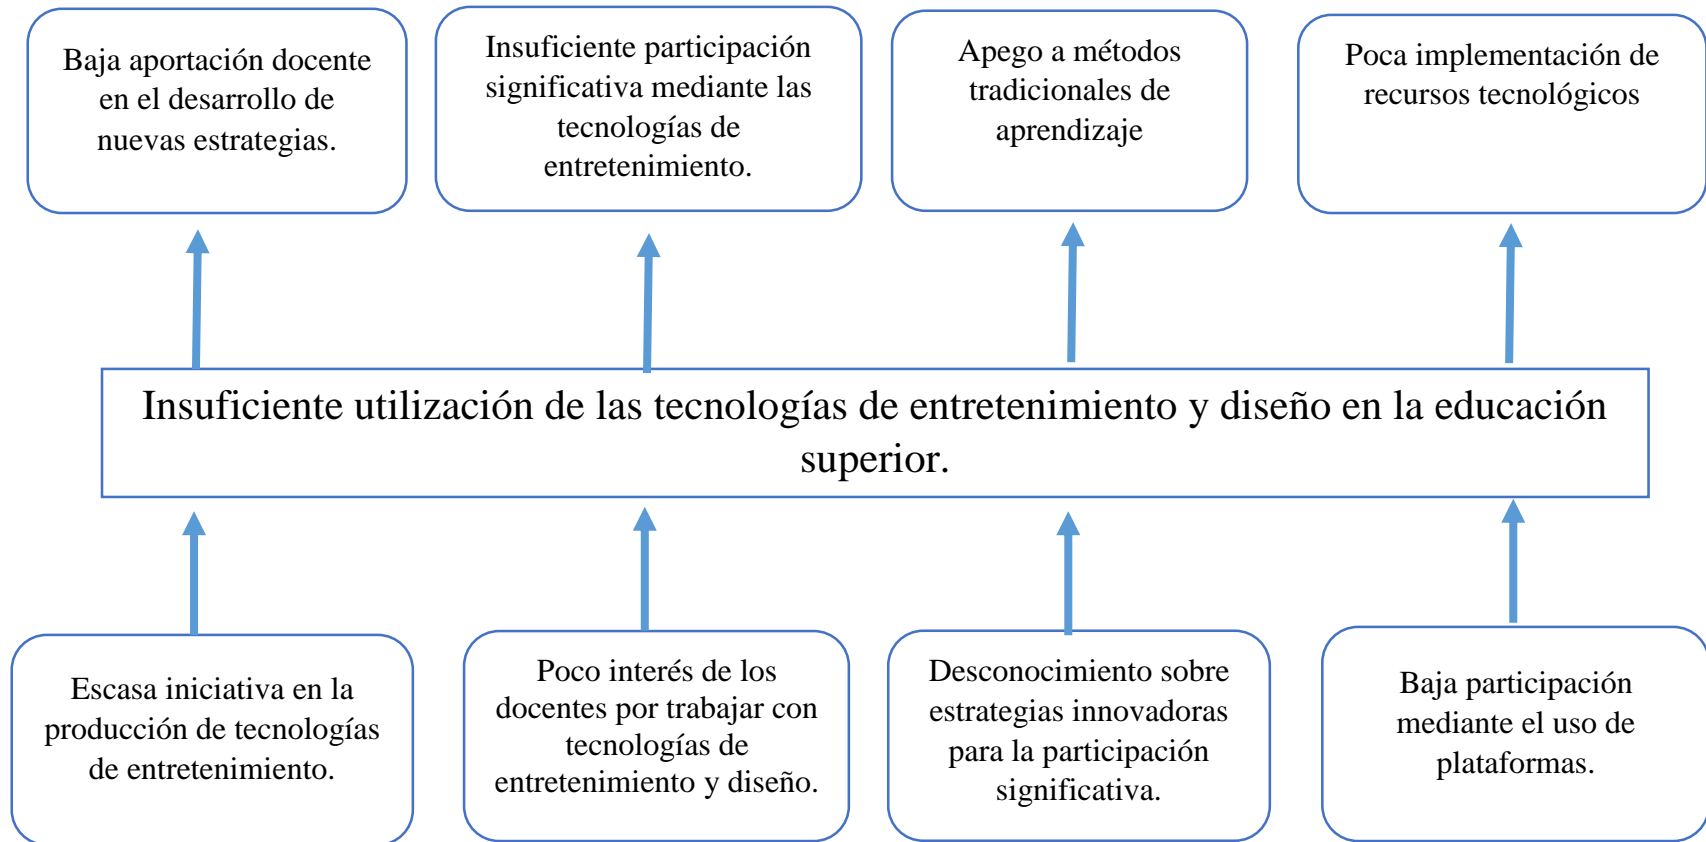 Baja aportación docente
en el desarrollo de
nuevas estrategias.
Insuficiente participación
significativa mediante las
tecnologías de
entretenimiento.
Apego a métodos
tradicionales de
aprendizaje
Poca implementación de
recursos tecnológicos
Insuficiente utilización de las tecnologías de entretenimiento y diseño en la educación
superior.
Escasa iniciativa en la
producción de tecnologías
de entretenimiento.
Poco interés de los
docentes por trabajar con
tecnologías de
entretenimiento y diseño.
Desconocimiento sobre
estrategias innovadoras
para la participación
significativa.
Baja participación
mediante el uso de
plataformas.